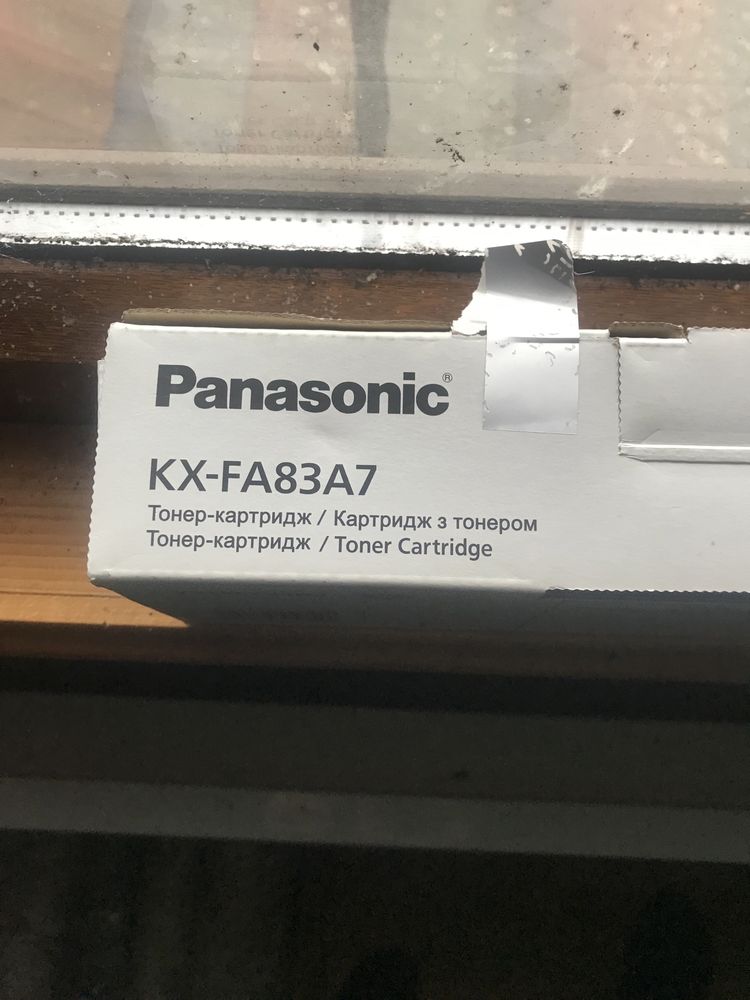 Panasonic®
KX-FA83A7
Тонер-картридж / Картридж з тонером
Тонер-картридж / Toner Cartridge